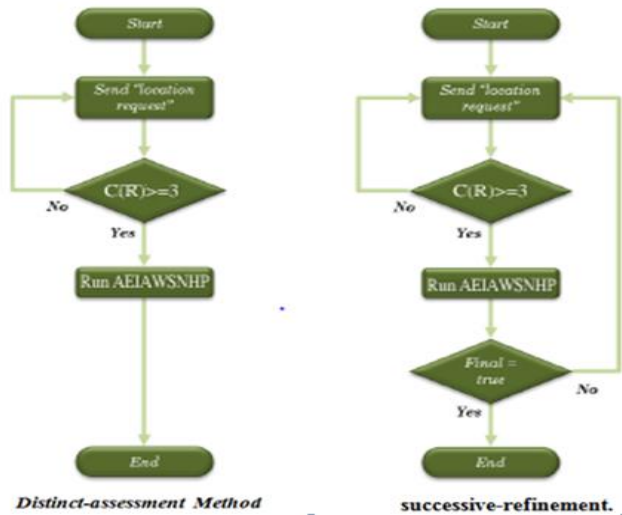 Start
Send "location
request"
C(R)>=3
No
Yes
Run AEIAWSNHP
End
Distinct-assessment Method
Start
Send "location
request"
C(R)>=3
No
Yes
Run AEIAWSNHP
Final =
true
No
Yes
End
successive-refinement.